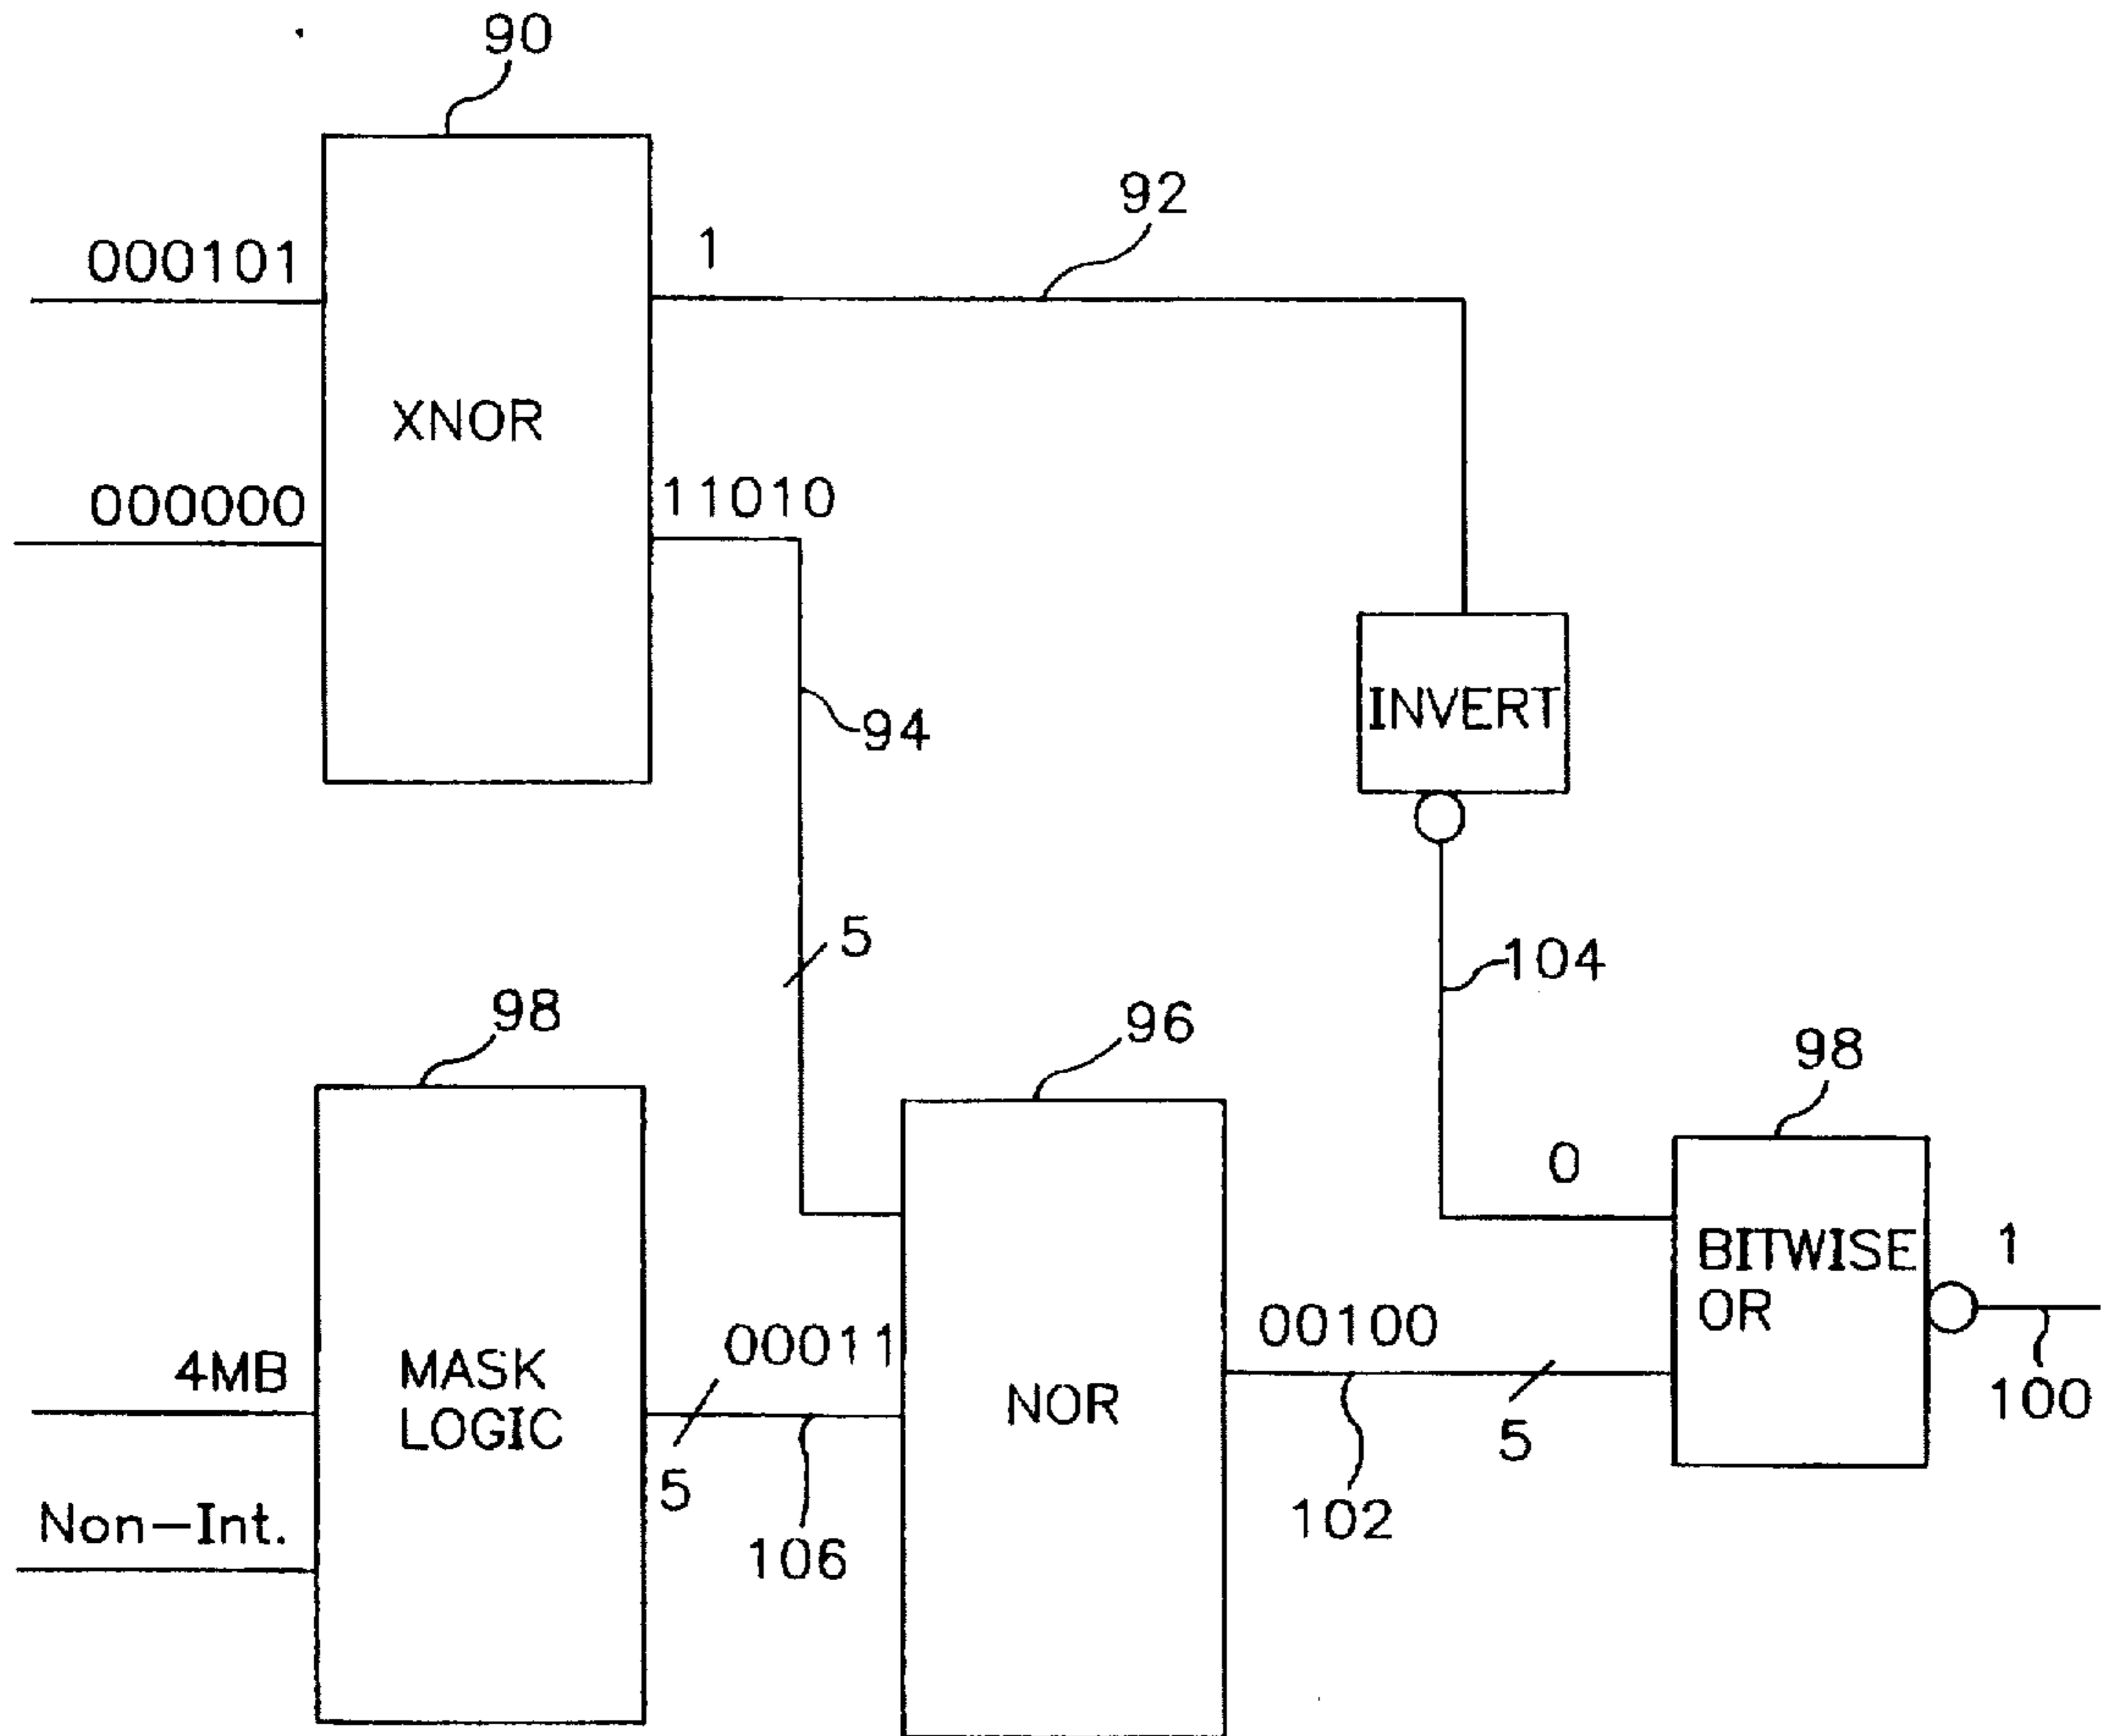 90
92
000101
1
XNOR
000000
11010
94
INVERT
5
104
98
96
98
0
BITWISE
OR
1
00011
00100
4MB
MASK
LOGIC
NOR
100
5
5
Non-Int.
106
102